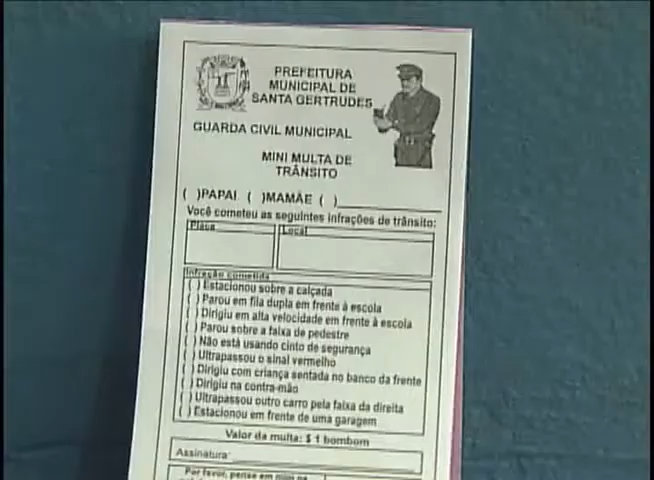 PREFEITURA
MUNICIPAL DE
SANTA GERTRUDES
GUARDA CIVIL MUNICIPAL
MINI MULTA DE
TRÂNSITO
( )PAPAI ( )MAMÃE ( )
Você cometeu as seguintes infrações de trânsito:
Placa Local
Infração cometida
( ) Estacionou sobre a calçada
( ) Parou em fila dupla em frente à escola
( ) Dirigiu em alta velocidade em frente à escola
( ) Parou sobre a faixa de pedestre
( ) Não está usando cinto de segurança
( ) Ultrapassou o sinal vermelho
( ) Dirigiu com criança sentada no banco da frente
( ) Dirigiu na contra-mão
( ) Ultrapassou outro carro pela faixa da direita
( ) Estacionou em frente de uma garagem
Valor da multa: $ 1 bombom
Assinatura:
Por favor, pense em mim na